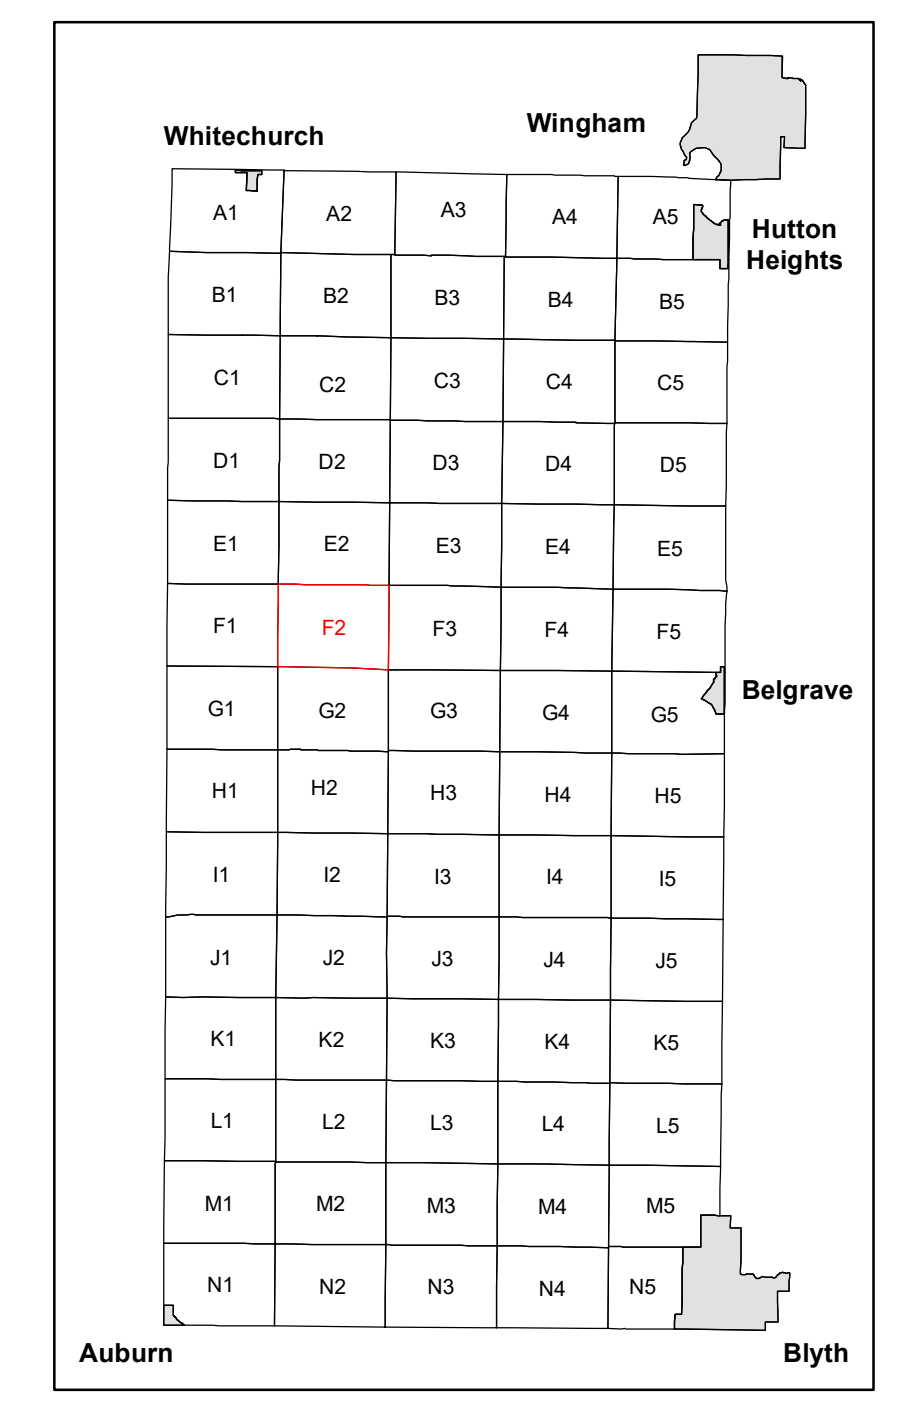 Wingham
Whitechurch
A1 A2 A3 A4 A5
Hutton
Heights
B1 B2 B3 B4 B5
C1 C2 C3 C4 C5
D1 D2 D3 D4 D5
E1 E2 E3 E4 E5
F1 F2 F3 F4 F5
Belgrave
G1 G2 G3 G4 G5
H1 H2 H3 H4 H5
I1 I2 I3 I4 I5
J1 J2 J3 J4 J5
K1 K2 K3 K4 K5
L1 L2 L3 L4 L5
M1 M2 M3 M4 M5
N1 N2 N3 N4 N5
Auburn Blyth